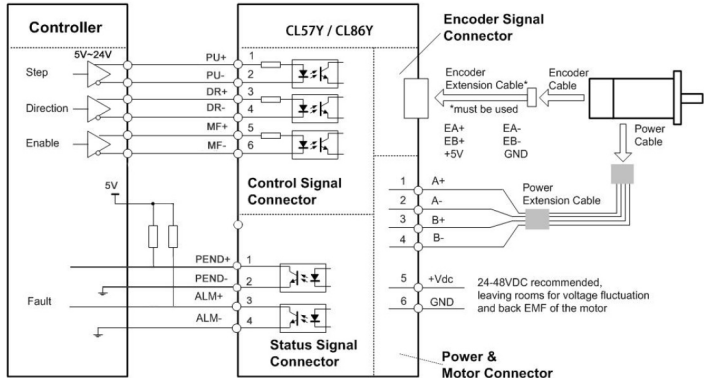 Controller
5V~24V
Step
Direction
Enable
5V
Fault
PU+
PU-
DR+
DR-
MF+
MF-
PEND+
PEND-
ALM+
ALM-
CL57Y / CL86Y
1
2
3
4
5
6
Control Signal
Connector
1
2
3
4
Status Signal
Connector
Encoder Signal
Connector
Encoder
Extension Cable*
*must be used
Encoder
Cable
EA+ EA-
EB+ EB-
+5V GND
Power
Cable
1 A+
2 A-
3 B+
4 B-
Power
Extension Cable
5 +Vdc
6 GND
24-48VDC recommended,
leaving rooms for voltage fluctuation
and back EMF of the motor
Power &
Motor Connector